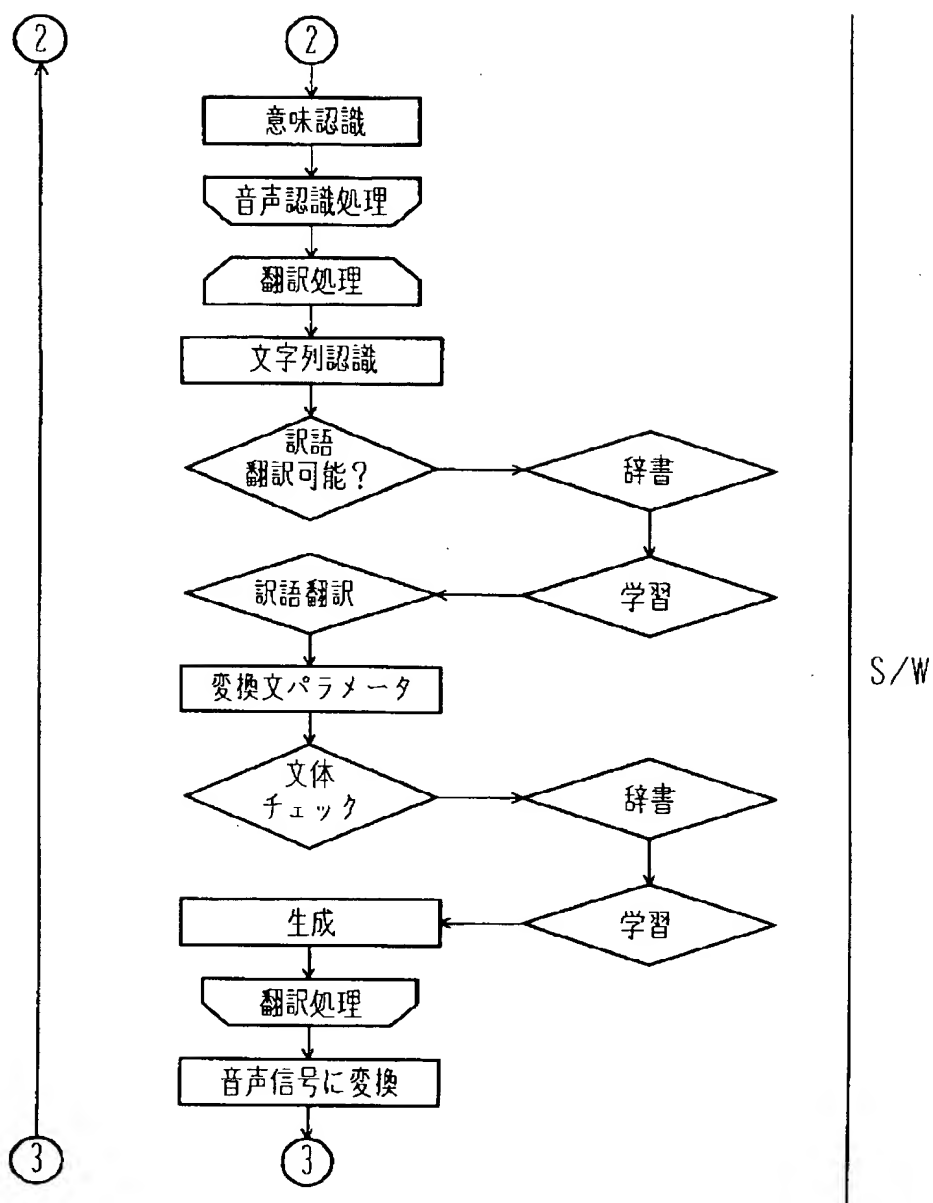 ②
②
意味認識
音声認識処理
翻訳処理
文字列認識
訳語
翻訳可能?
辞書
訳語翻訳
学習
変換文パラメータ
S/W
文体
チェック
辞書
生成
学習
翻訳処理
音声信号に変換
③
③